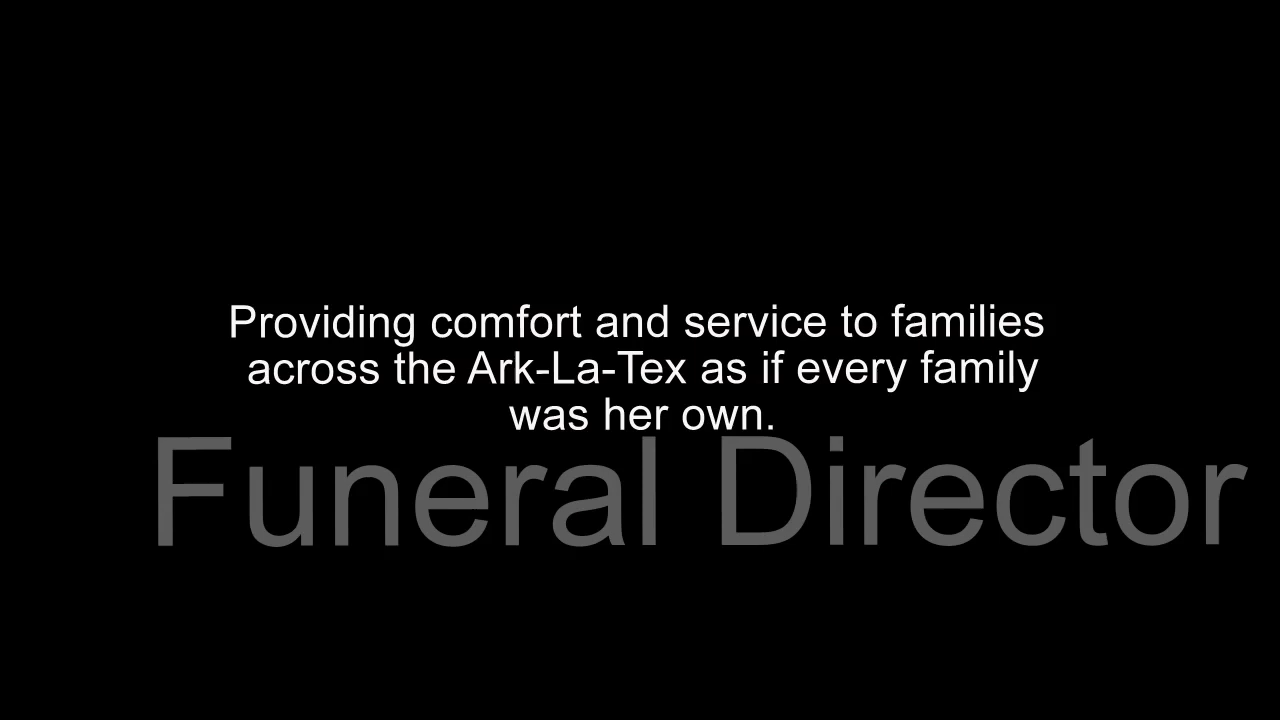 Providing comfort and service to families
across the Ark-La-Tex as if every family
was her own.
Funeral Director